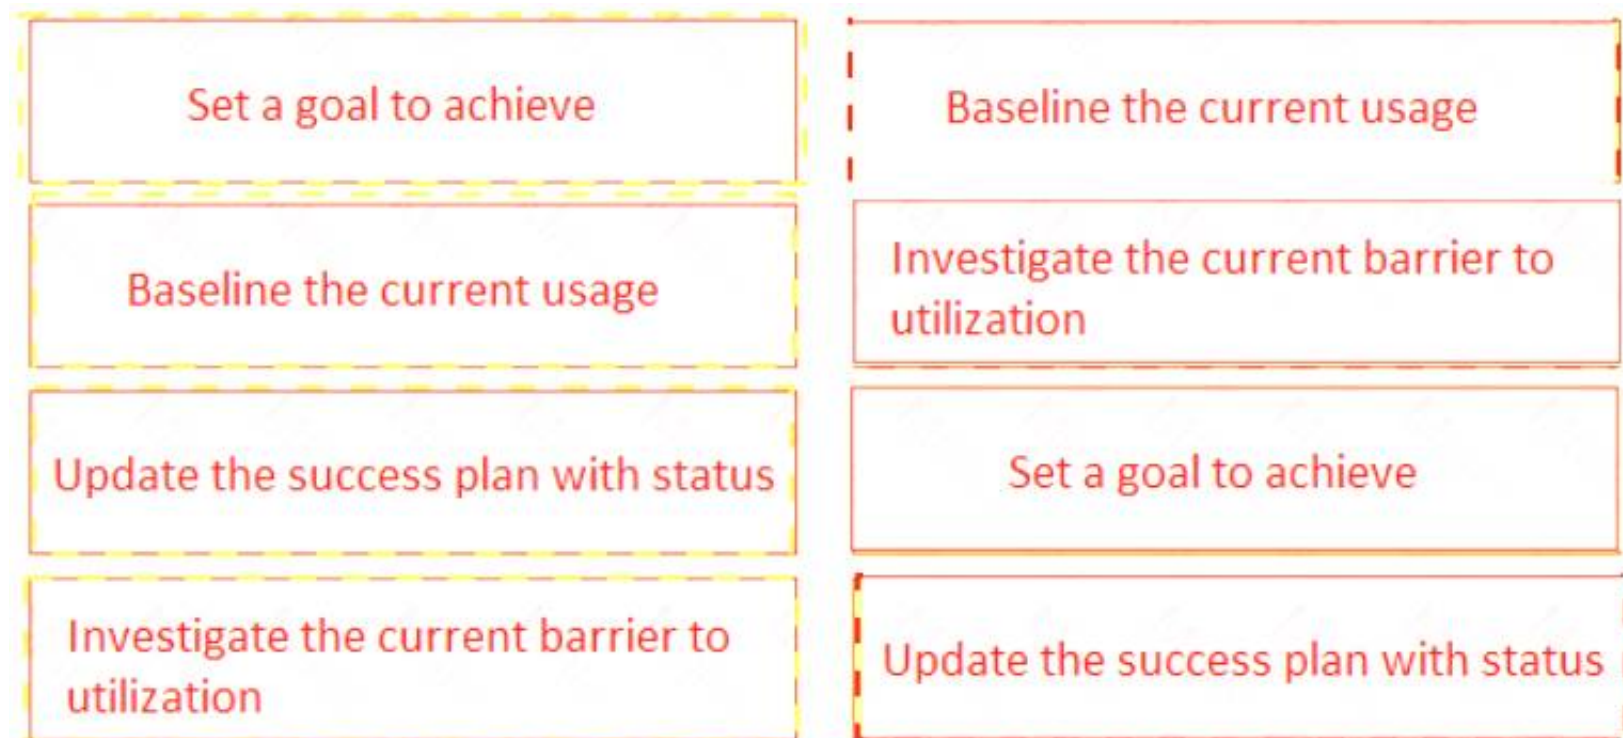 Set a goal to achieve
Baseline the current usage
Update the success plan with status
Investigate the current barrier to
utilization
Baseline the current usage
Investigate the current barrier to
utilization
Set a goal to achieve
Update the success plan with status